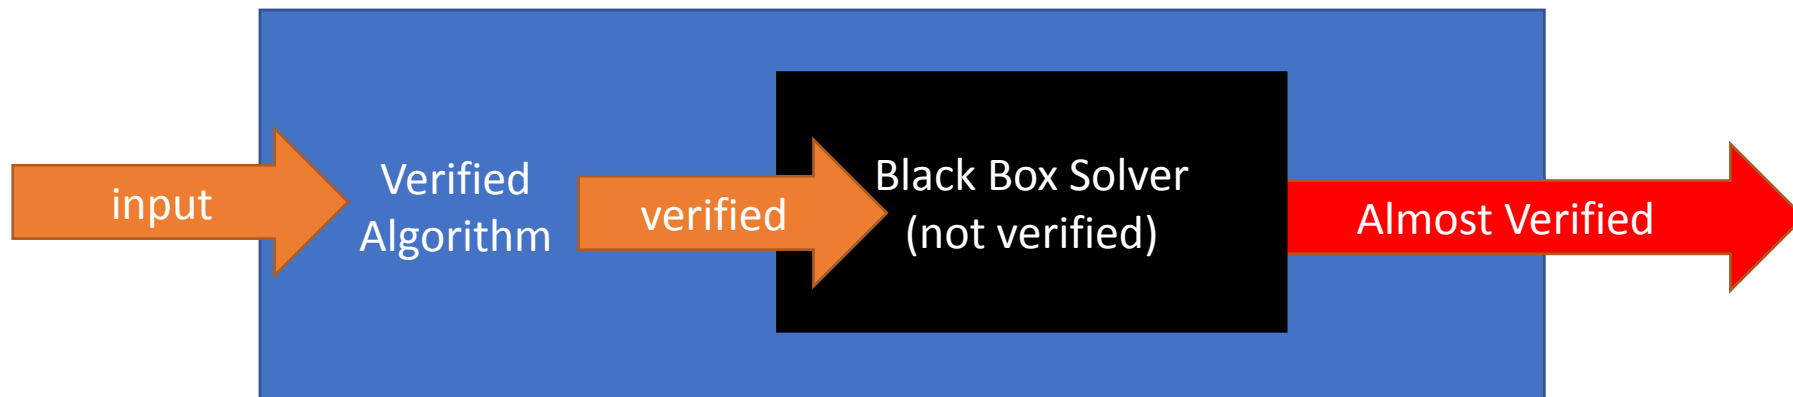 input
Verified
Algorithm
verified
Black Box Solver
(not verified)
Almost Verified